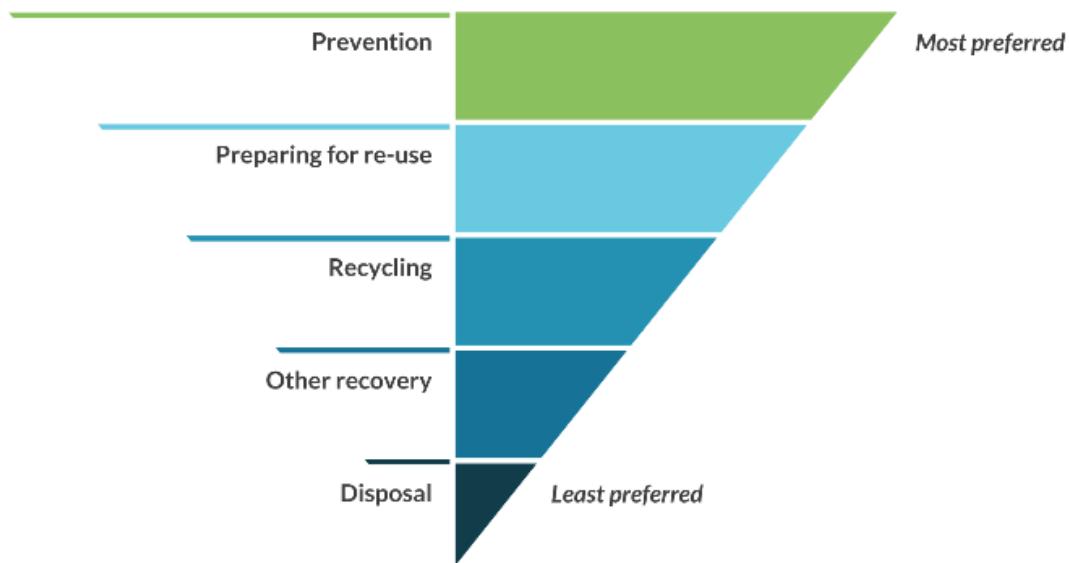 Prevention
Most preferred
Preparing for re-use
Recycling
Other recovery
Disposal
Least preferred